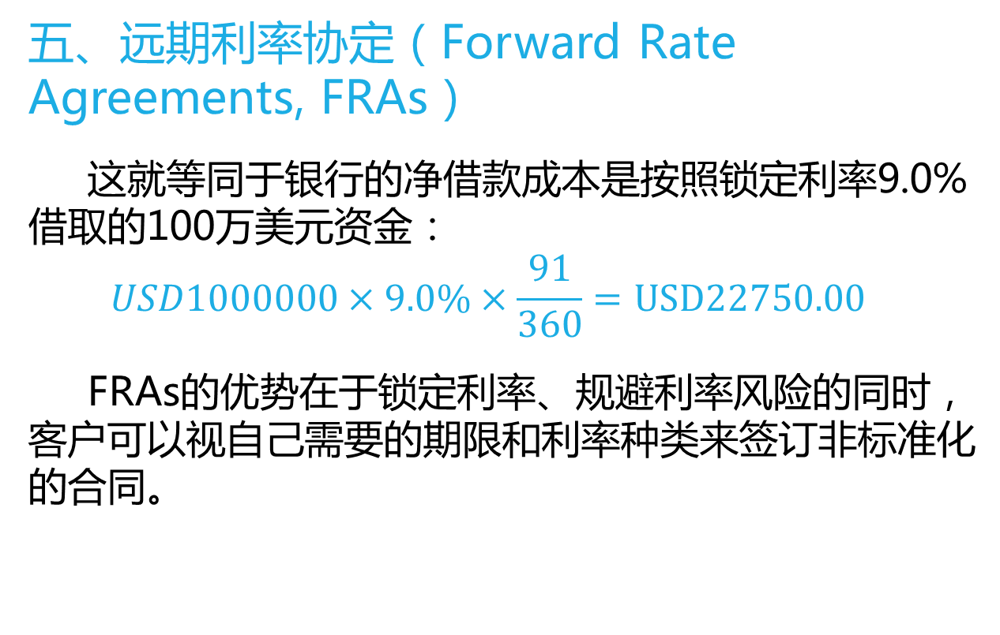 五、远期利率协定（Forward Rate
Agreements, FRAs）
这就等同于银行的净借款成本是按照锁定利率9.0%
借取的100万美元资金：
USD1000000 × 9.0% × 91/360 = USD22750.00
FRAs的优势在于锁定利率、规避利率风险的同时，
客户可以视自己需要的期限和利率种类来签订非标准化
的合同。